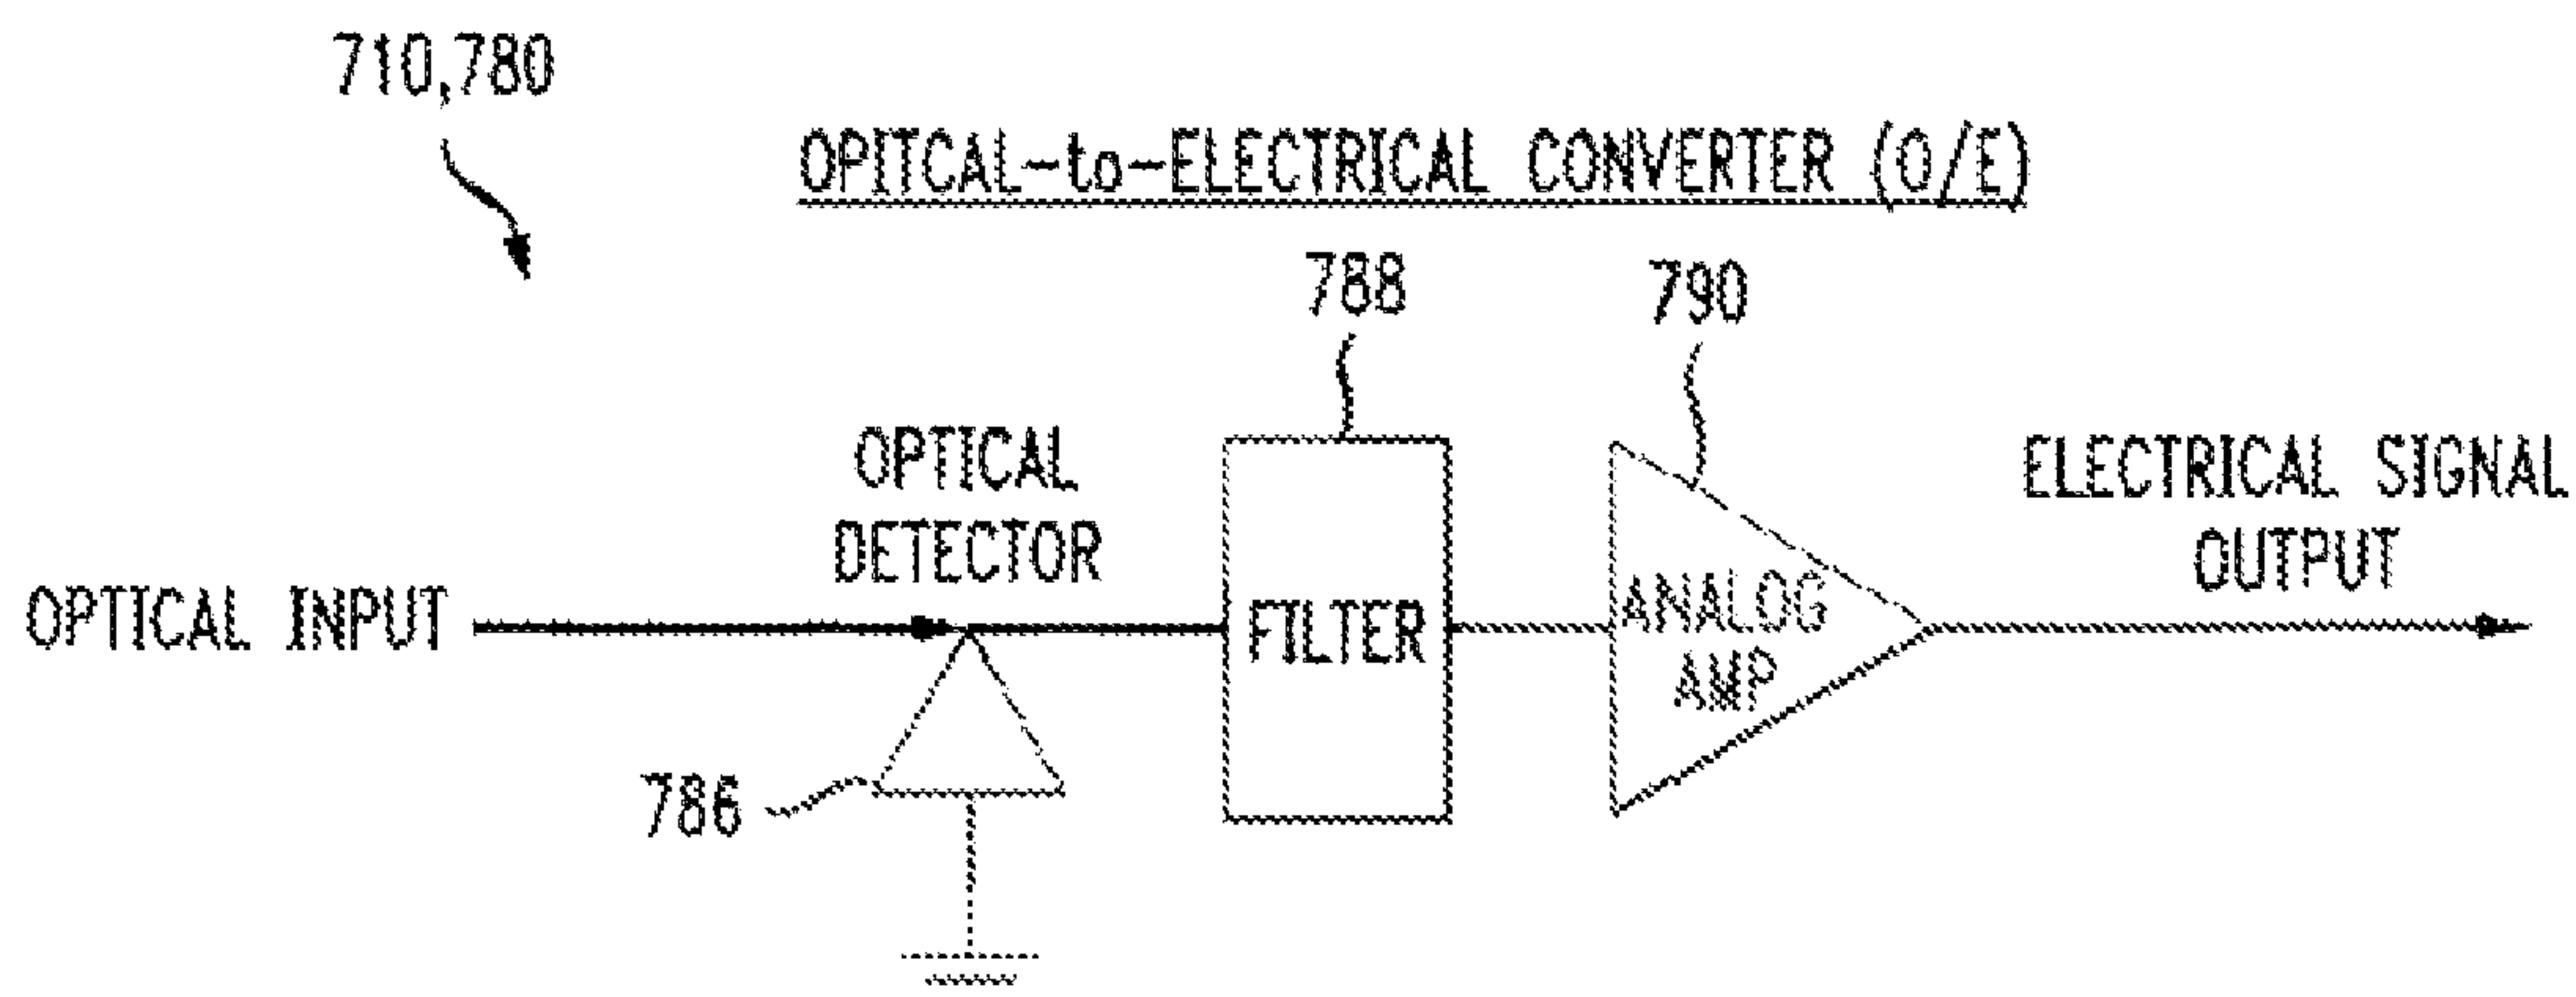 710,780
OPITCAL-to-ELECTRICAL CONVERTER (O/E)
788
790
OPTICAL
DETECTOR
ELECTRICAL SIGNAL
OUTPUT
OPTICAL INPUT
FILTER
ANALOG
AMP
786